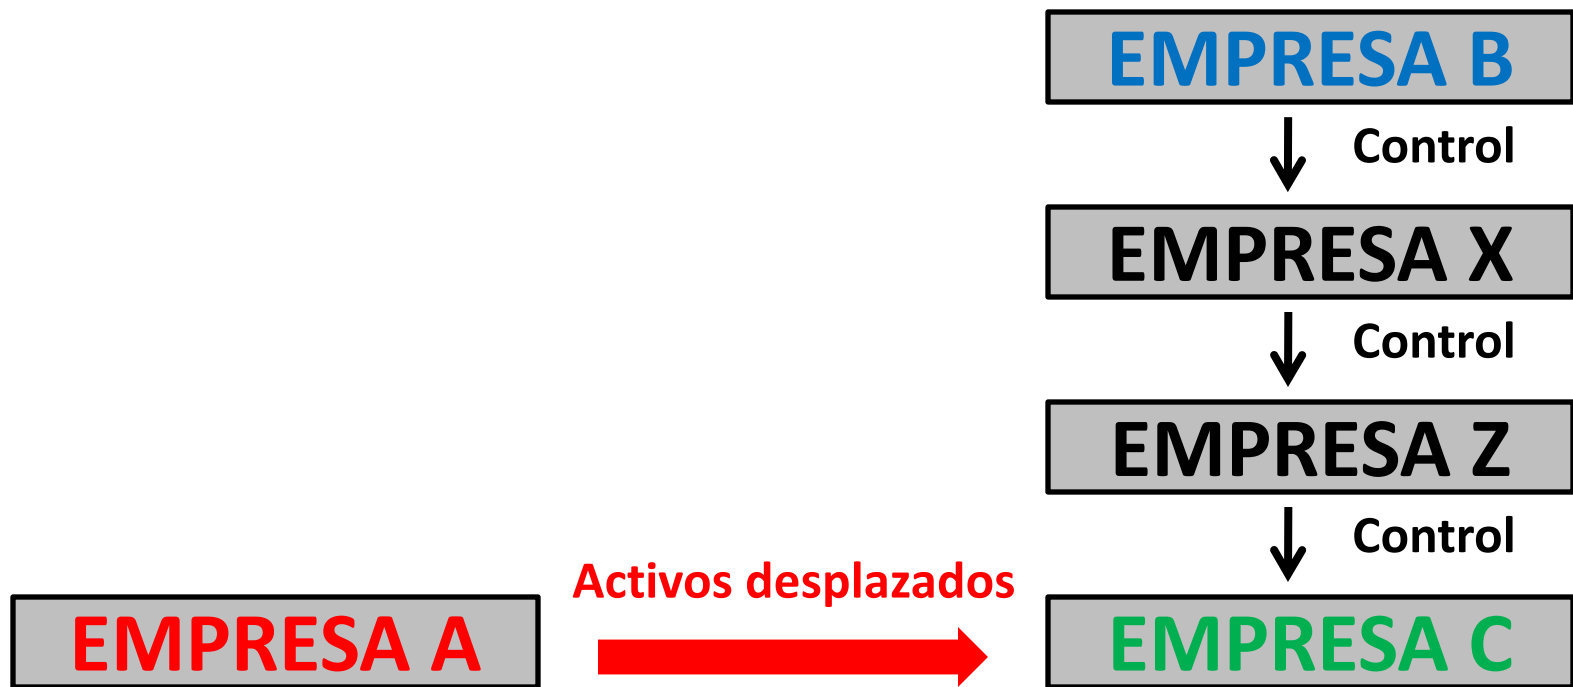 EMPRESA B
Control
EMPRESA X
Control
EMPRESA Z
Control
Activos desplazados
EMPRESA A
EMPRESA C